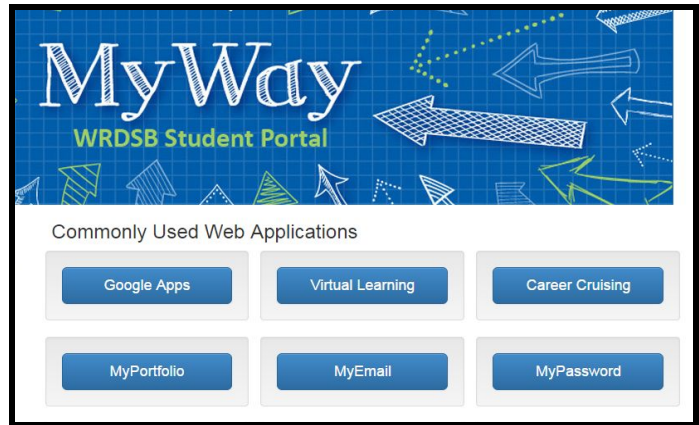 MyWay
WRDSB Student Portal
Commonly Used Web Applications
Google Apps
Virtual Learning
Career Cruising
MyPortfolio
MyEmail
MyPassword